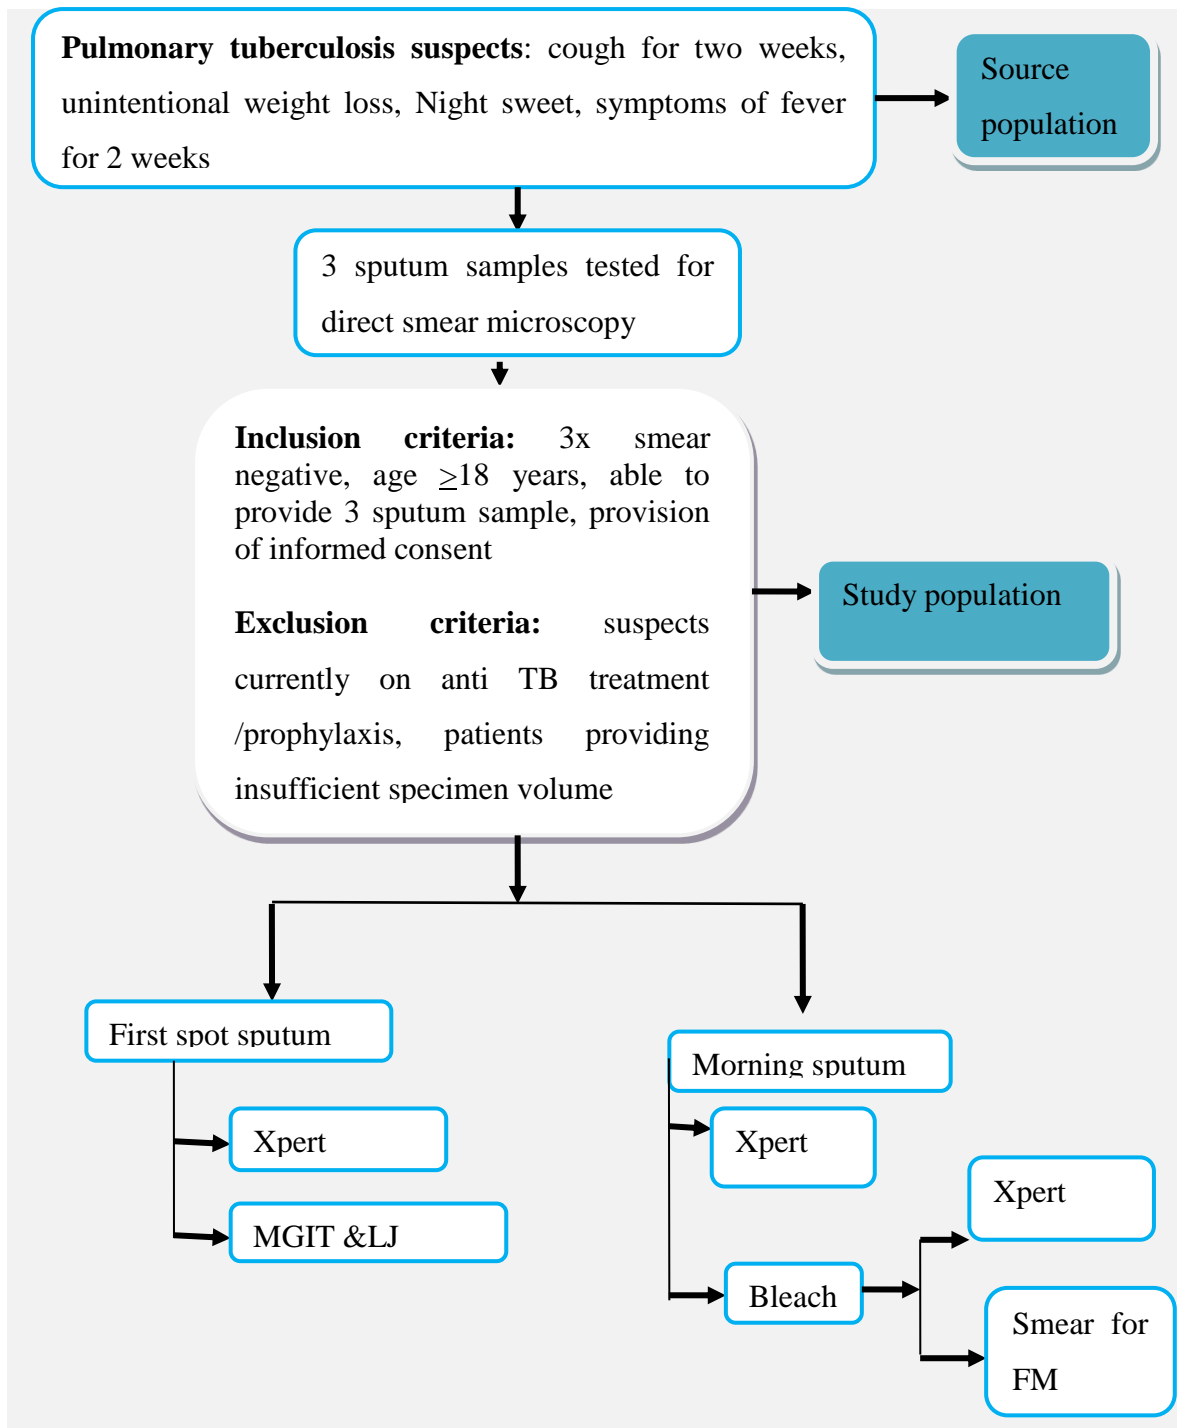 Pulmonary tuberculosis suspects: cough for two weeks,
unintentional weight loss, Night sweet, symptoms of fever
for 2 weeks
Source
population
3 sputum samples tested for
direct smear microscopy
Inclusion criteria: 3x smear
negative, age ≥18 years, able to
provide 3 sputum sample, provision
of informed consent
Exclusion criteria: suspects
currently on anti TB treatment
/prophylaxis, patients providing
insufficient specimen volume
Study population
First spot sputum
Xpert
MGIT &LJ
Morning sputum
Xpert
Bleach
Xpert
Smear for
FM